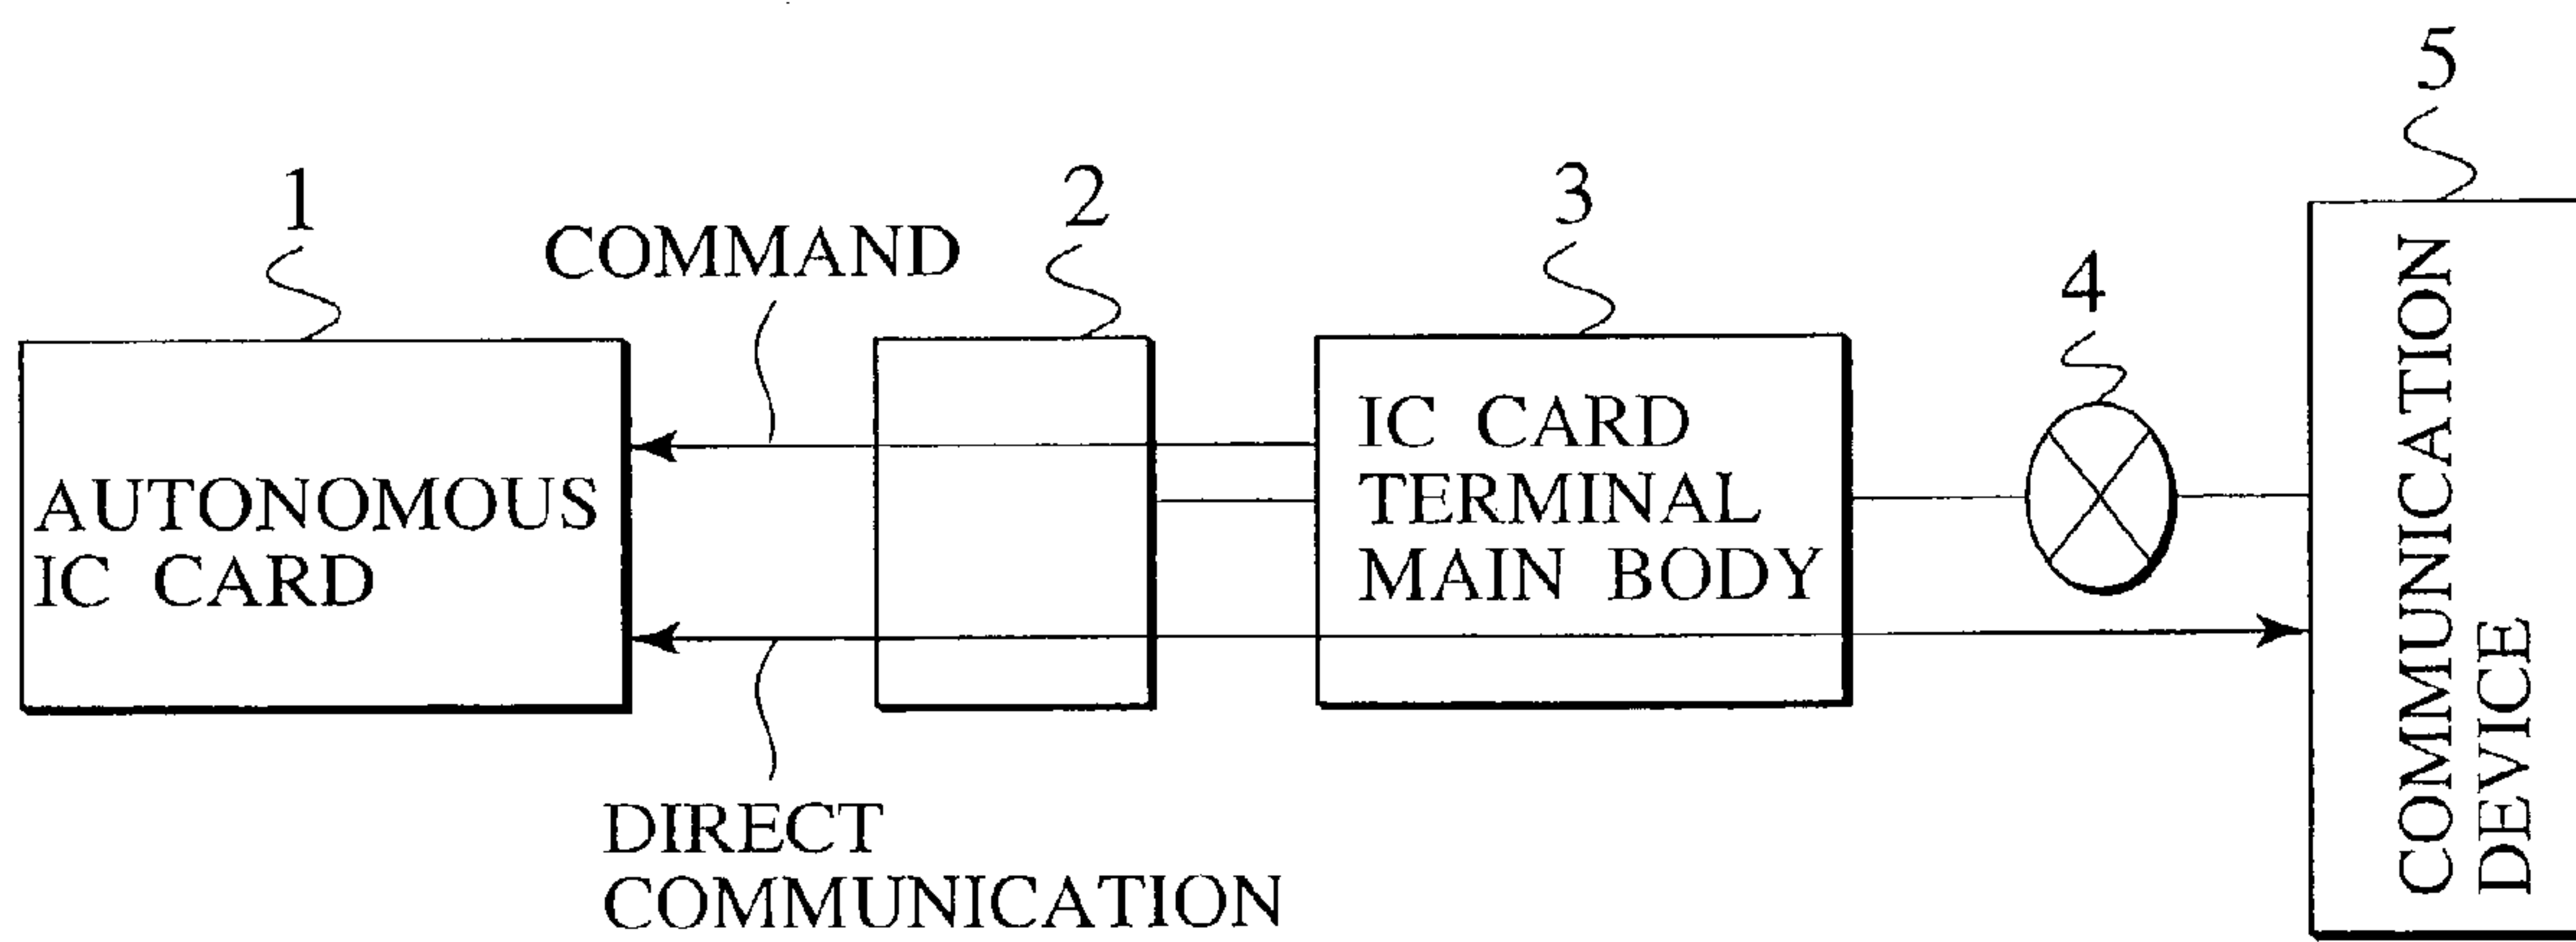 1
COMMAND
2
3
4
5
AUTONOMOUS
IC CARD
IC CARD
TERMINAL
MAIN BODY
COMMUNICATION
DEVICE
DIRECT
COMMUNICATION